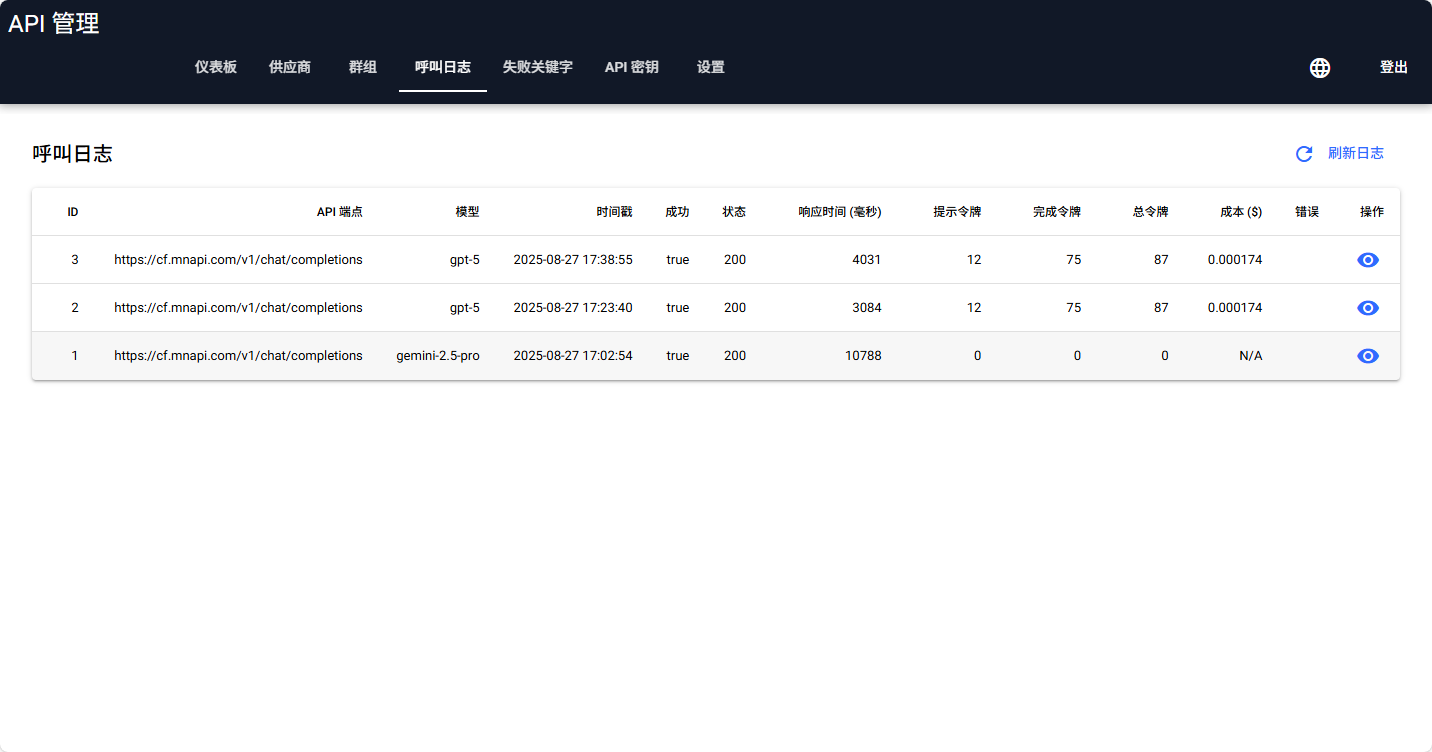 API 管理
仪表板 供应商 群组 呼叫日志 失败关键字 API 密钥 设置 登出
呼叫日志 刷新日志
ID API 端点 模型 时间戳 成功 状态 响应时间 (毫秒) 提示令牌 完成令牌 总令牌 成本 ($) 错误 操作
3 https://cf.mnapi.com/v1/chat/completions gpt-5 2025-08-27 17:38:55 true 200 4031 12 75 87 0.000174
2 https://cf.mnapi.com/v1/chat/completions gpt-5 2025-08-27 17:23:40 true 200 3084 12 75 87 0.000174
1 https://cf.mnapi.com/v1/chat/completions gemini-2.5-pro 2025-08-27 17:02:54 true 200 10788 0 0 0 N/A